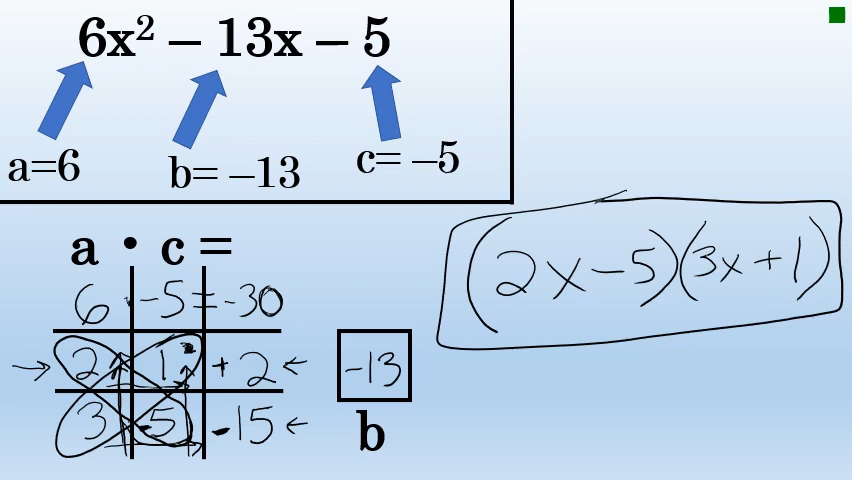 6x² – 13x – 5
a=6 b= –13 c= –5
a · c =
6 · -5 = -30
→ 2 1 + 2 ←
3 -5 -15 ←
-13
b
(2x – 5)(3x + 1)